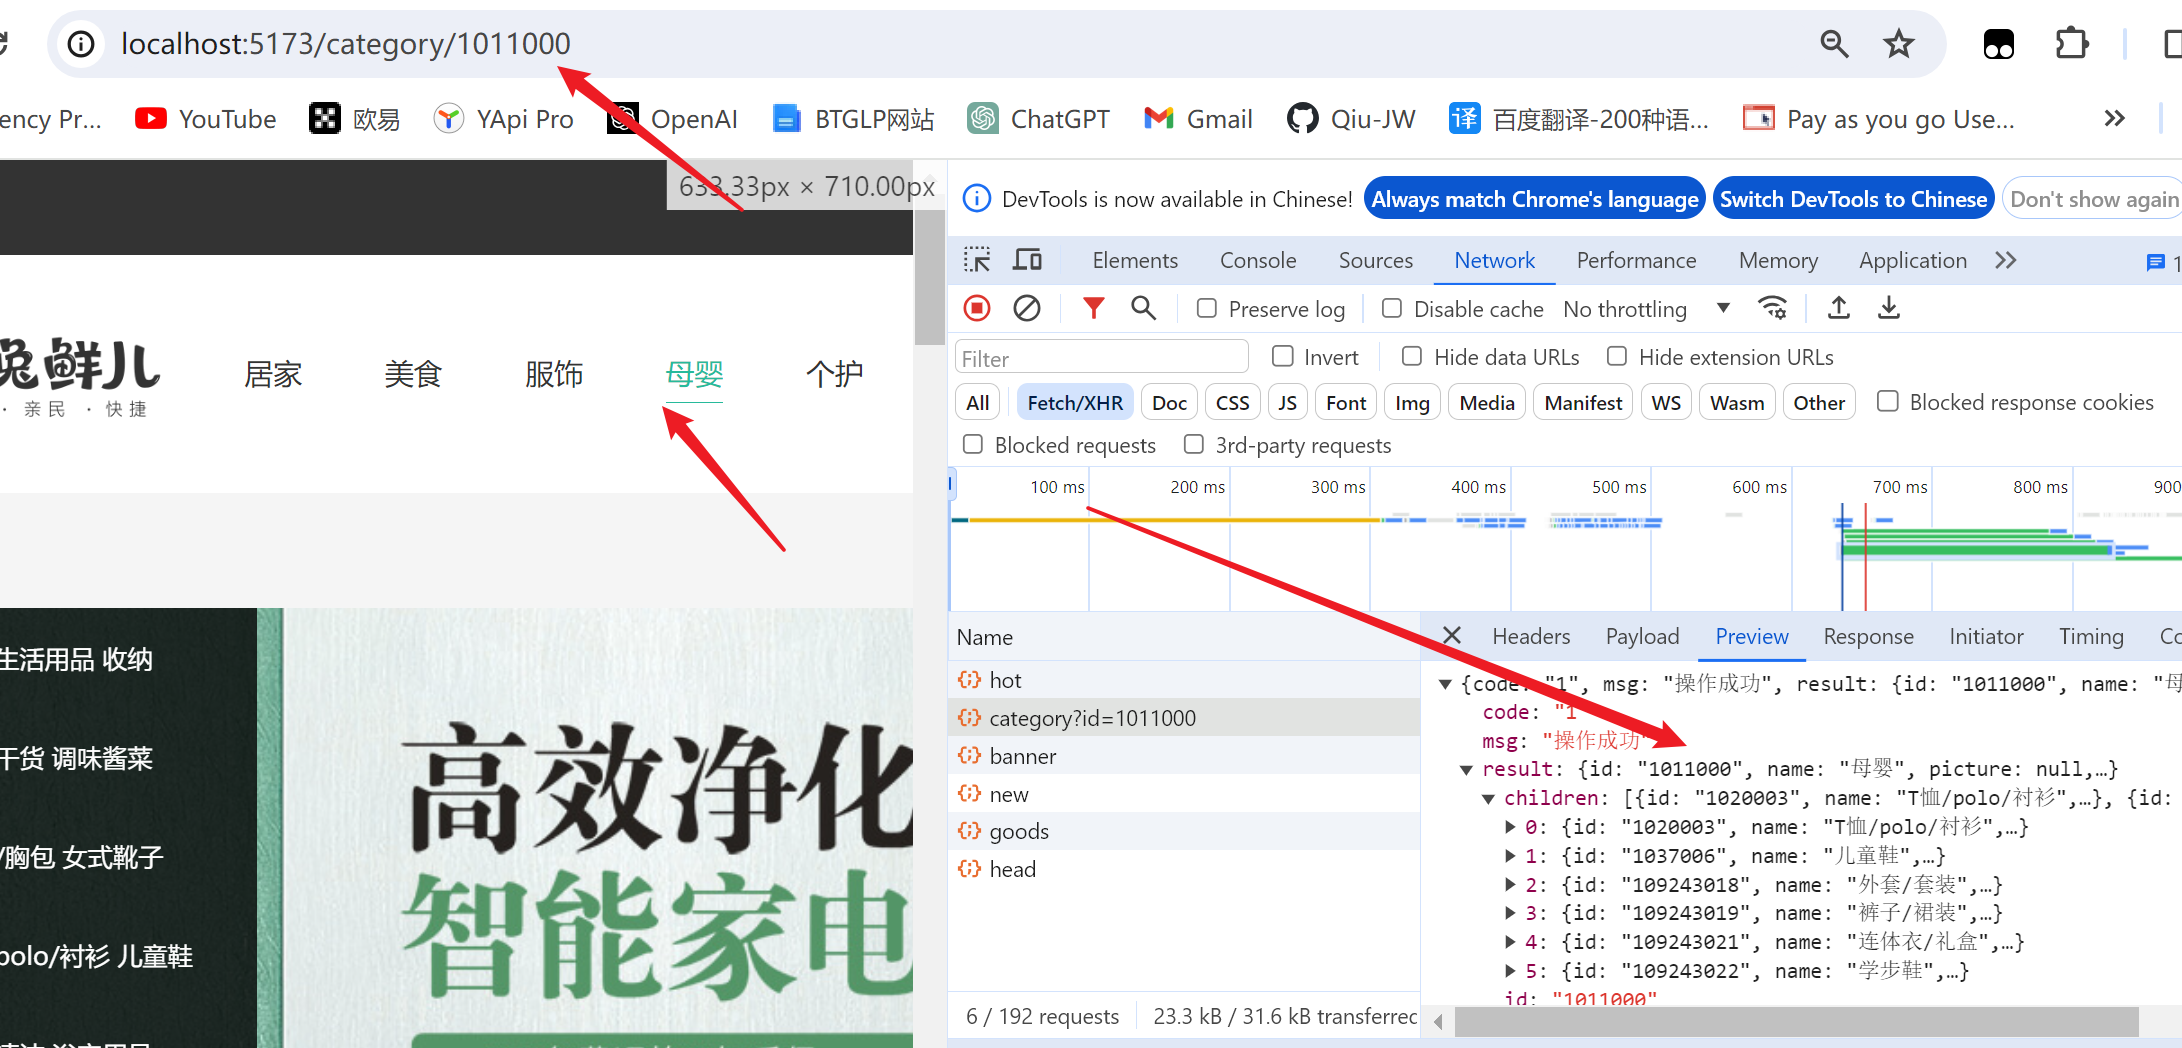 localhost:5173/category/1011000
ency Pr... YouTube 欧易 YApi Pro OpenAI BTGLP网站 ChatGPT Gmail Qiu-JW 译 百度翻译-200种语... Pay as you go Use...
633.33px × 710.00px
DevTools is now available in Chinese! Always match Chrome's language Switch DevTools to Chinese Don't show again
Elements Console Sources Network Performance Memory Application 1
Preserve log Disable cache No throttling
Filter Invert Hide data URLs Hide extension URLs
All Fetch/XHR Doc CSS JS Font Img Media Manifest WS Wasm Other Blocked response cookies
Blocked requests 3rd-party requests
100 ms 200 ms 300 ms 400 ms 500 ms 600 ms 700 ms 800 ms 900
兔鲜儿
· 亲民 · 快捷
居家 美食 服饰 母婴 个护
生活用品 收纳
干货 调味酱菜
/胸包 女式靴子
polo/衬衫 儿童鞋
高效净化
智能家电
Name
hot
category?id=1011000
banner
new
goods
head
6 / 192 requests 23.3 kB / 31.6 kB transferrec
Headers Payload Preview Response Initiator Timing Co
{code: "1", msg: "操作成功", result: {id: "1011000", name: "母
code: "1
msg: "操作成功"
result: {id: "1011000", name: "母婴", picture: null,…}
children: [{id: "1020003", name: "T恤/polo/衬衫",…}, {id:
0: {id: "1020003", name: "T恤/polo/衬衫",…}
1: {id: "1037006", name: "儿童鞋",…}
2: {id: "109243018", name: "外套/套装",…}
3: {id: "109243019", name: "裤子/裙装",…}
4: {id: "109243021", name: "连体衣/礼盒",…}
5: {id: "109243022", name: "学步鞋",…}
id: "1011000"